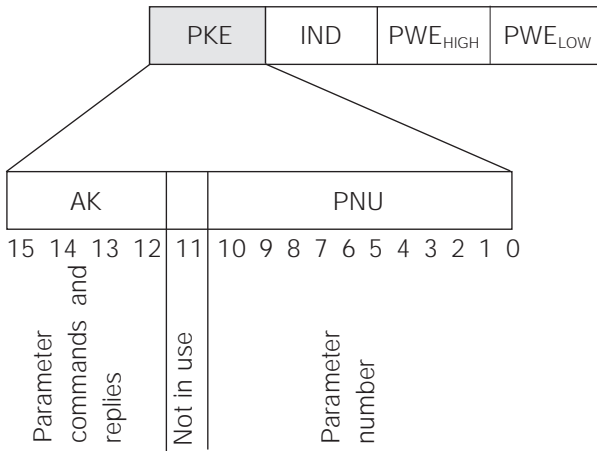 PKE IND PWEHIGH PWELOW
AK PNU
15 14 13 12 11 10 9 8 7 6 5 4 3 2 1 0
Parameter
commands and
replies
Not in use
Parameter
number